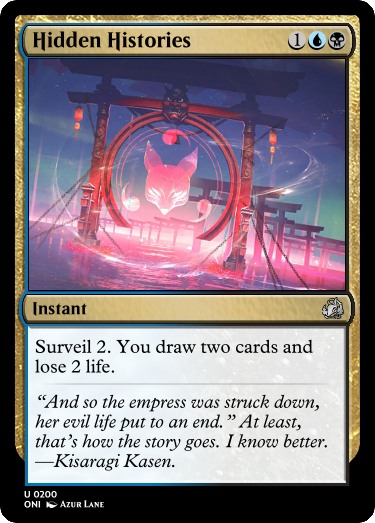 Hidden Histories 1
Instant
Surveil 2. You draw two cards and
lose 2 life.
“And so the empress was struck down,
her evil life put to an end.” At least,
that’s how the story goes. I know better.
—Kisaragi Kasen.
U 0200
ONI Azur Lane